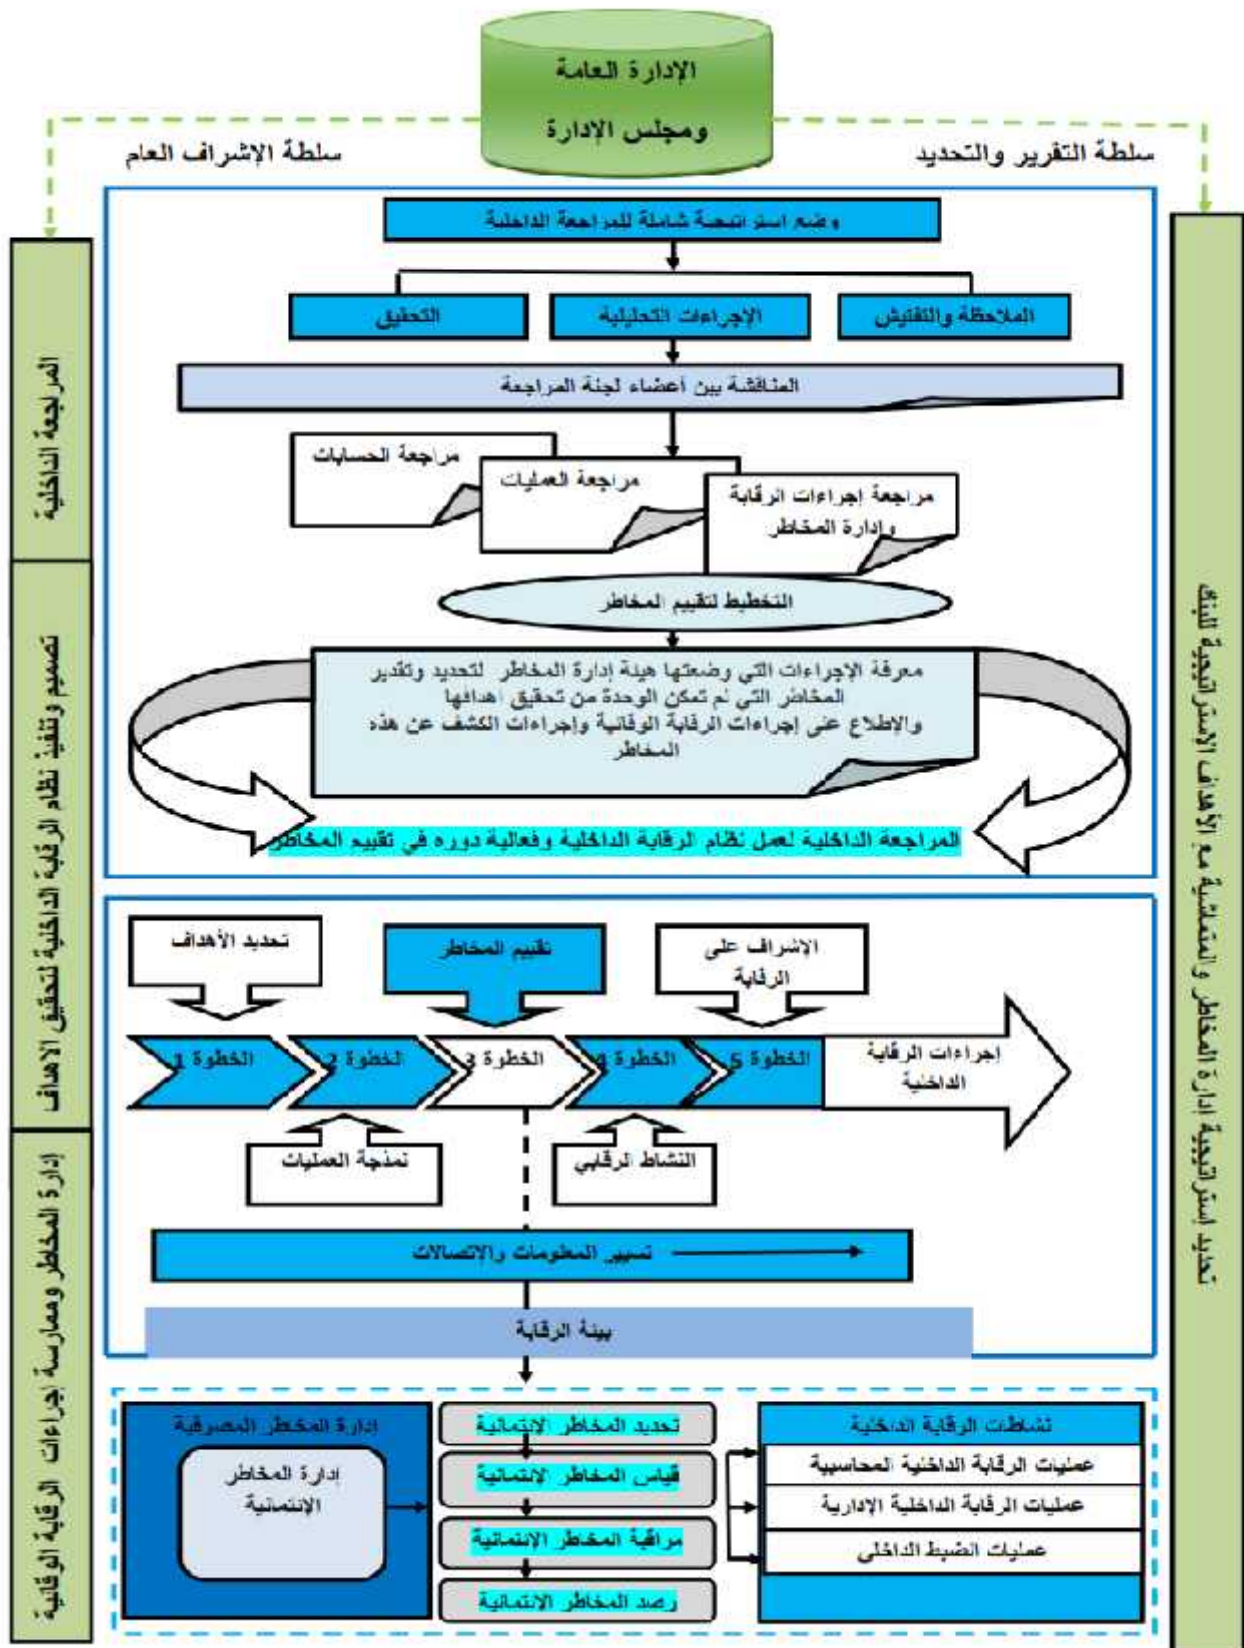 الإدارة العامة
ومجلس الإدارة
سلطة التقرير والتحديد
سلطة الإشراف العام
تحديد إستراتيجية إدارة المخاطر والمتماشية مع الأهداف الإستراتيجية للبنك
المراجعة الداخلية
تصميم وتنفيذ نظام الرقابة الداخلية لتحقيق الاهداف
إدارة المخاطر وممارسة إجراءات الرقابة الوقائية
وضع استراتيجية شاملة للمراجعة الداخلية
الملاحظة والتفتيش
الإجراءات التحليلية
التحقيق
المناقشة بين أعضاء لجنة المراجعة
مراجعة الحسابات
مراجعة العمليات
مراجعة إجراءات الرقابة
وإدارة المخاطر
التخطيط لتقييم المخاطر
معرفة الإجراءات التي وضعتها هيئة إدارة المخاطر لتحديد وتقدير
المخاطر التي لم تمكن الوحدة من تحقيق اهدافها
والإطلاع على إجراءات الرقابة الوقائية وإجراءات الكشف عن هذه
المخاطر
المراجعة الداخلية لعمل نظام الرقابة الداخلية وفعالية دوره في تقييم المخاطر
تحديد الأهداف
تقييم المخاطر
الإشراف على
الرقابة
الخطوة 1
الخطوة 2
الخطوة 3
الخطوة 4
الخطوة 5
إجراءات الرقابة
الداخلية
نمذجة العمليات
النشاط الرقابي
تسيير المعلومات والاتصالات
بيئة الرقابة
إدارة المخاطر المصرفية
إدارة المخاطر
الإئتمانية
تحديد المخاطر الائتمانية
قياس المخاطر الإئتمانية
مراقبة المخاطر الائتمانية
رصد المخاطر الائتمانية
نشاطات الرقابة الداخلية
عمليات الرقابة الداخلية المحاسبية
عمليات الرقابة الداخلية الإدارية
عمليات الضبط الداخلي